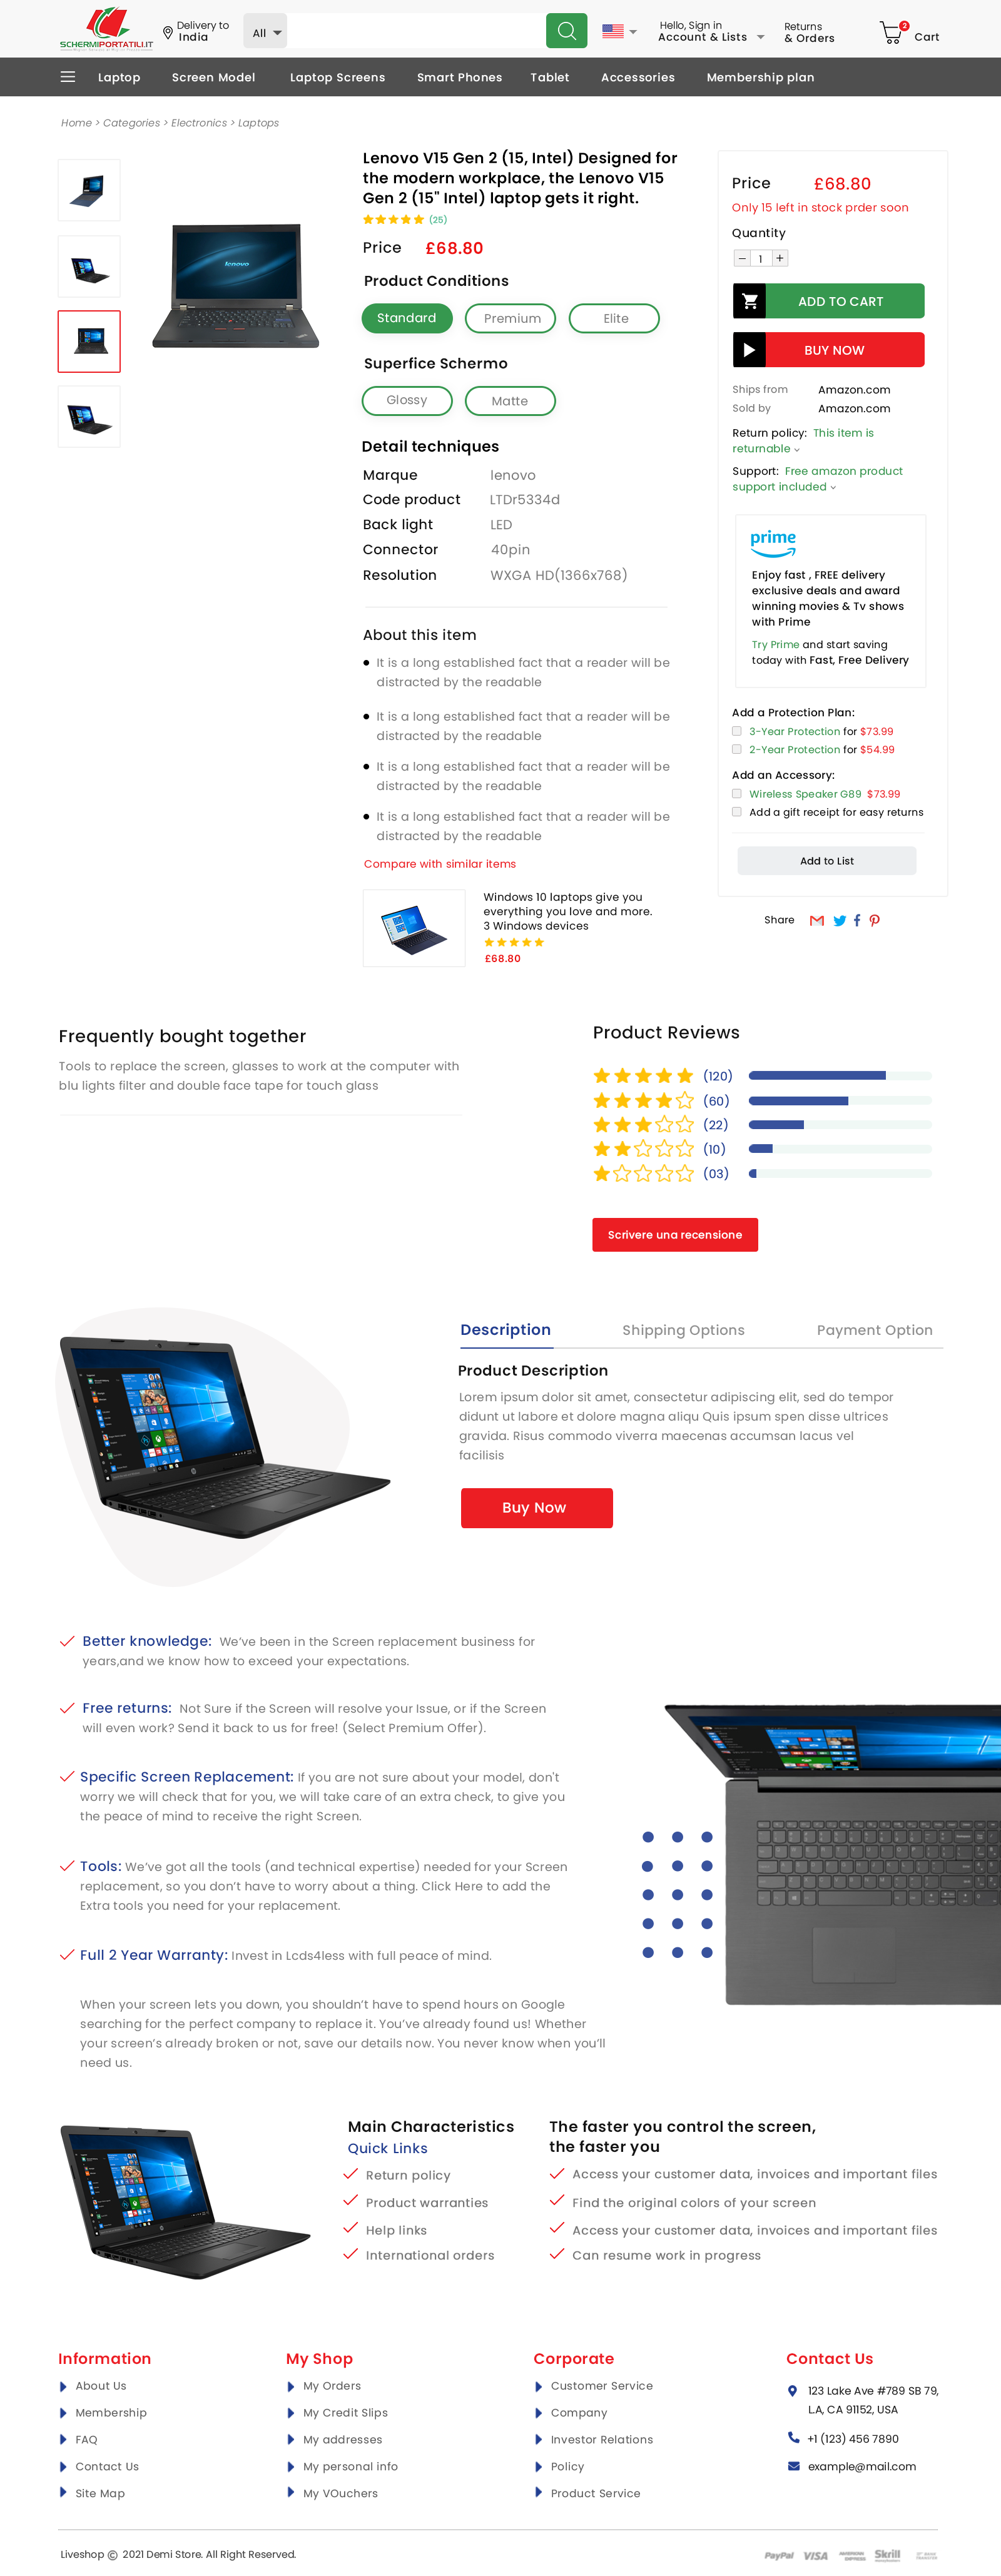 SCHERMIPORTATILI.IT
Delivery to
India
All
Hello, Sign in
Account & Lists
Returns
& Orders
2
Cart
Laptop Screen Model Laptop Screens Smart Phones Tablet Accessories Membership plan
Home > Categories > Electronics > Laptops
Lenovo V15 Gen 2 (15, Intel) Designed for
the modern workplace, the Lenovo V15
Gen 2 (15" Intel) laptop gets it right.
(25)
Price £68.80
Product Conditions
Standard Premium Elite
Superfice Schermo
Glossy Matte
Detail techniques
Marque lenovo
Code product LTDr5334d
Back light LED
Connector 40pin
Resolution WXGA HD(1366x768)
About this item
It is a long established fact that a reader will be
distracted by the readable
It is a long established fact that a reader will be
distracted by the readable
It is a long established fact that a reader will be
distracted by the readable
It is a long established fact that a reader will be
distracted by the readable
Compare with similar items
Windows 10 laptops give you
everything you love and more.
3 Windows devices
£68.80
lenovo
Price £68.80
Only 15 left in stock prder soon
Quantity
– 1 +
ADD TO CART
BUY NOW
Ships from Amazon.com
Sold by Amazon.com
Return policy: This item is
returnable
Support: Free amazon product
support included
prime
Enjoy fast , FREE delivery
exclusive deals and award
winning movies & Tv shows
with Prime
Try Prime and start saving
today with Fast, Free Delivery
Add a Protection Plan:
3-Year Protection for $73.99
2-Year Protection for $54.99
Add an Accessory:
Wireless Speaker G89 $73.99
Add a gift receipt for easy returns
Add to List
Share
Frequently bought together
Tools to replace the screen, glasses to work at the computer with
blu lights filter and double face tape for touch glass
Product Reviews
(120)
(60)
(22)
(10)
(03)
Scrivere una recensione
Description Shipping Options Payment Option
Product Description
Lorem ipsum dolor sit amet, consectetur adipiscing elit, sed do tempor
didunt ut labore et dolore magna aliqu Quis ipsum spen disse ultrices
gravida. Risus commodo viverra maecenas accumsan lacus vel
facilisis
Buy Now
Better knowledge: We’ve been in the Screen replacement business for
years,and we know how to exceed your expectations.
Free returns: Not Sure if the Screen will resolve your Issue, or if the Screen
will even work? Send it back to us for free! (Select Premium Offer).
Specific Screen Replacement: If you are not sure about your model, don't
worry we will check that for you, we will take care of an extra check, to give you
the peace of mind to receive the right Screen.
Tools: We’ve got all the tools (and technical expertise) needed for your Screen
replacement, so you don’t have to worry about a thing. Click Here to add the
Extra tools you need for your replacement.
Full 2 Year Warranty: Invest in Lcds4less with full peace of mind.
When your screen lets you down, you shouldn’t have to spend hours on Google
searching for the perfect company to replace it. You’ve already found us! Whether
your screen’s already broken or not, save our details now. You never know when you’ll
need us.
Main Characteristics
Quick Links
Return policy
Product warranties
Help links
International orders
The faster you control the screen,
the faster you
Access your customer data, invoices and important files
Find the original colors of your screen
Access your customer data, invoices and important files
Can resume work in progress
Information
About Us
Membership
FAQ
Contact Us
Site Map
My Shop
My Orders
My Credit Slips
My addresses
My personal info
My VOuchers
Corporate
Customer Service
Company
Investor Relations
Policy
Product Service
Contact Us
123 Lake Ave #789 SB 79,
LA, CA 91152, USA
+1 (123) 456 7890
example@mail.com
Liveshop © 2021 Demi Store. All Right Reserved.
PayPal VISA AMERICAN EXPRESS Skrill